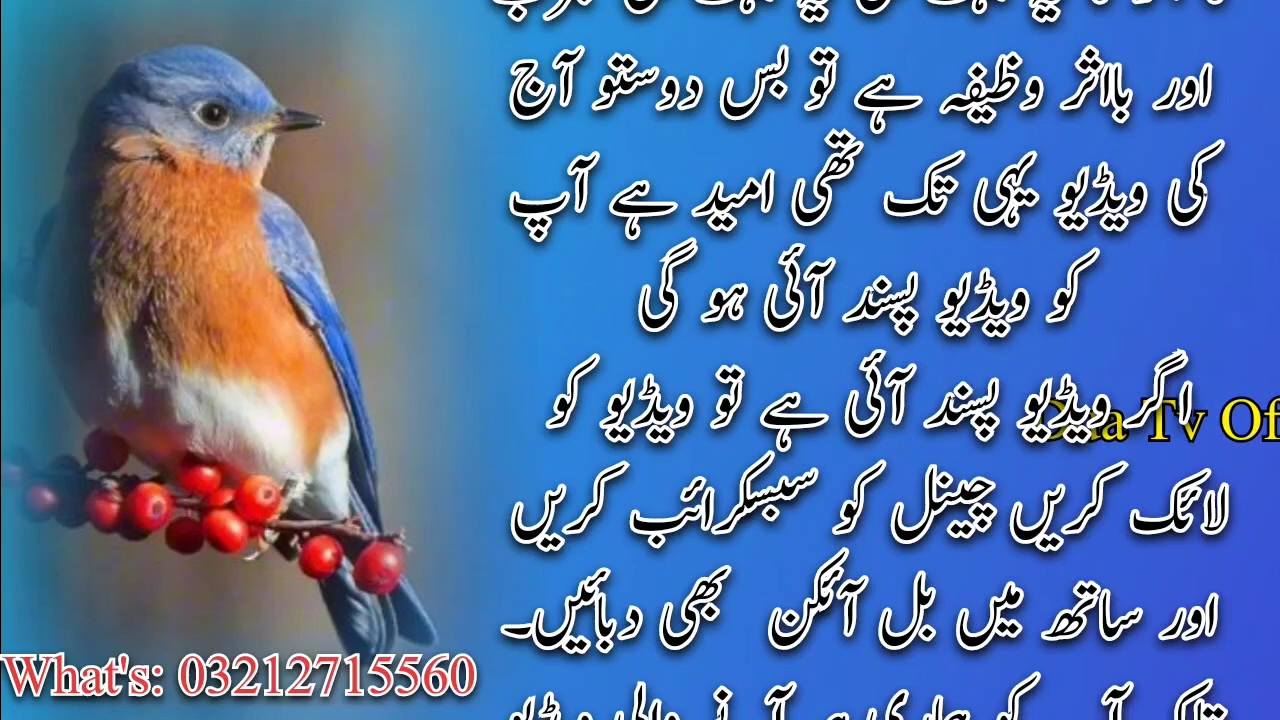 اور بااثر وظیفہ ہے تو بس دوستو آج
کی ویڈیو یہی تک تھی امید ہے آپ
کو ویڈیو پسند آئی ہو گی
اگر ویڈیو پسند آئی ہے تو ویڈیو کو
Tv Of
لائک کریں چینل کو سبسکرائب کریں
اور ساتھ میں بل آئکن بھی دبائیں۔
What's: 03212715560